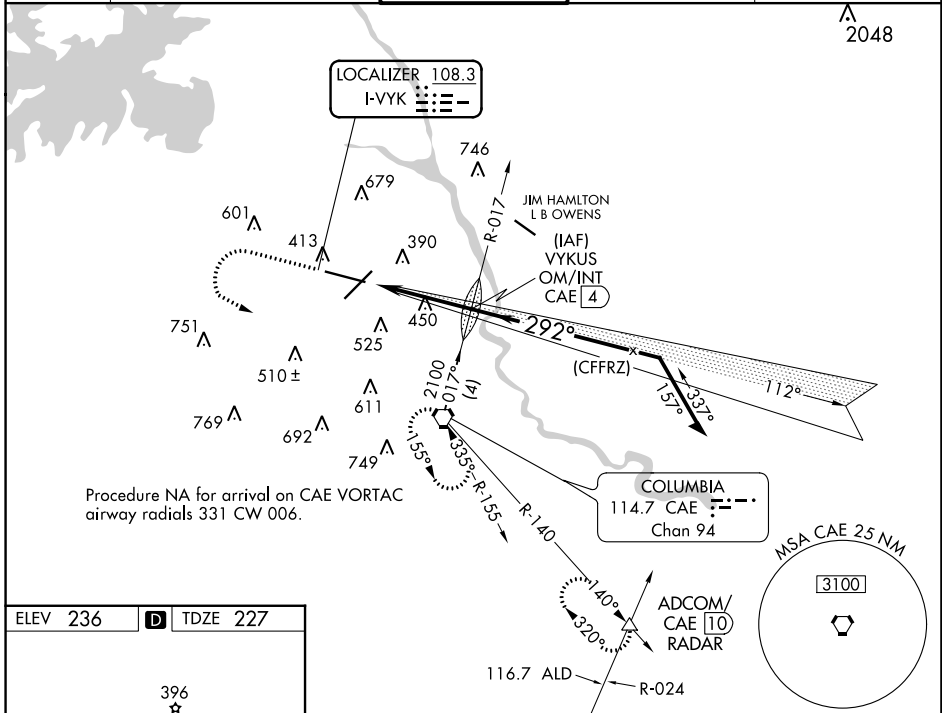 2048
LOCALIZER 108.3
I-VYK
746
679
R-017
JIM HAMLTON
L B OWENS
601
413
390
(IAF)
VYKUS
OM/INT
CAE 4
450
292°
751
525
(CFFRZ)
510 ±
2100
017°
(4)
112°
157°
337°
611
769
692
749
155°
335°
R-155
R-140
COLUMBIA
114.7 CAE
Chan 94
Procedure NA for arrival on CAE VORTAC
airway radials 331 CW 006.
MSA CAE 25 NM
3100
140°
320°
ADCOM/
CAE 10
RADAR
116.7 ALD
R-024
ELEV 236 D TDZE 227
396